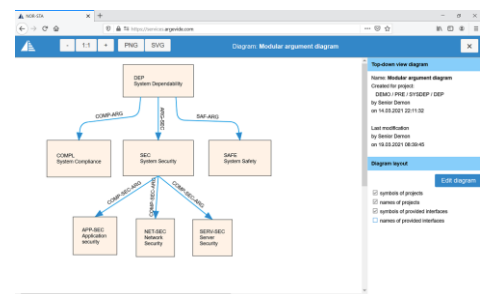 NOR-STA
https://services.argevide.com
- 1:1 + PNG SVG
Diagram: Modular argument diagram
DEP
System Dependability
COMP-ARG
ARG-SEC
SAF-ARG
COMPL
System Compliance
SEC
System Security
SAFE
System Safety
COMP-SEC-ARG
COMP-SEC-ARG
COMP-SEC-ARG
APP-SEC
Application
security
NET-SEC
Network
Security
SERV-SEC
Server
Security
Top-down view diagram
Name: Modular argument diagram
Created for project:
DEMO / PRE / SYSDEP / DEP
by Senior Demon
on 14.03.2021 22:11:32
Last modification
by Senior Demon
on 19.03.2021 08:39:45
Diagram layout
Edit diagram
symbols of projects
names of projects
symbols of provided interfaces
names of provided interfaces